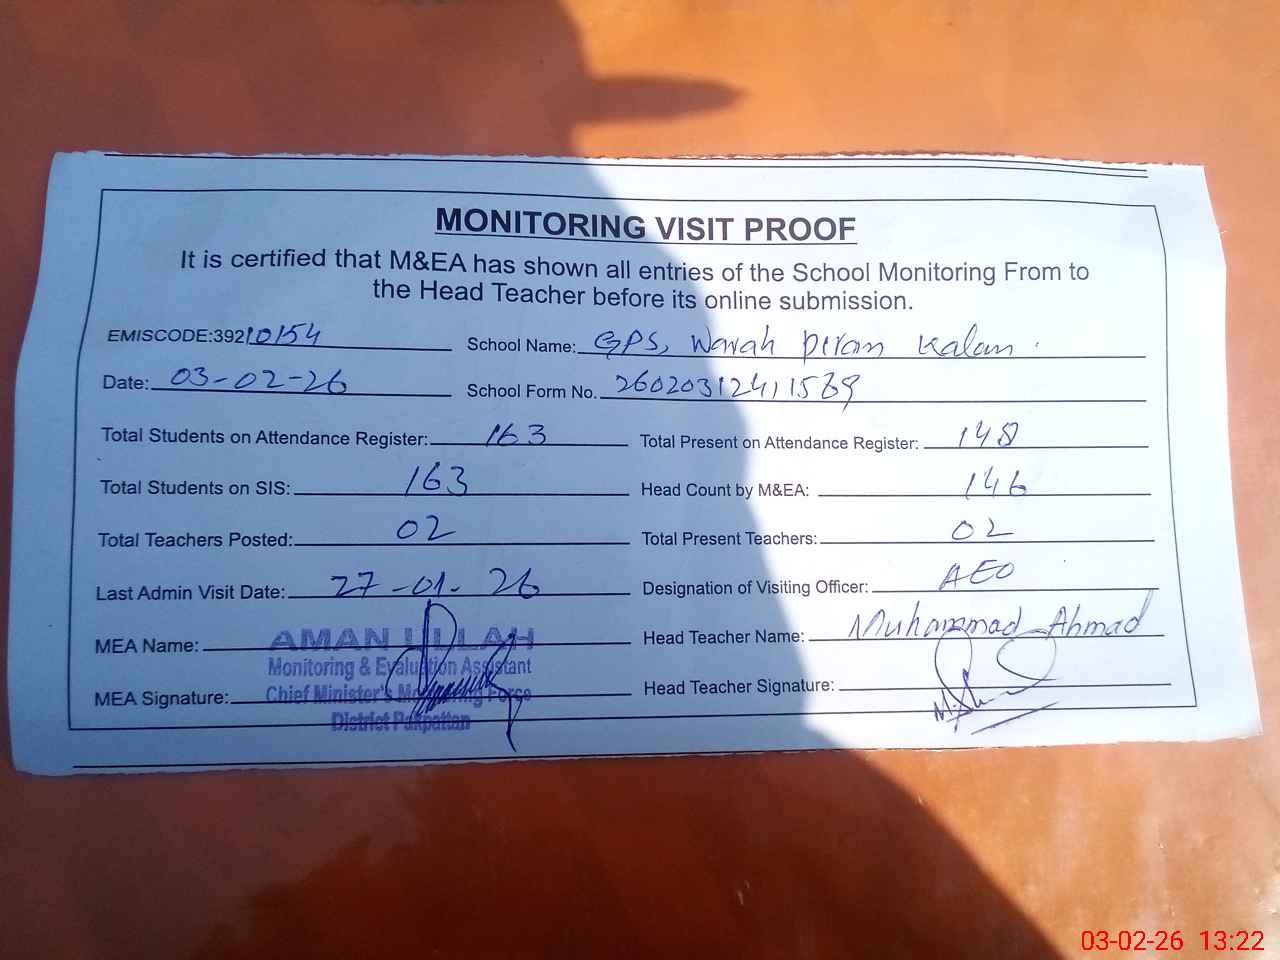 MONITORING VISIT PROOF
It is certified that M&EA has shown all entries of the School Monitoring From to
the Head Teacher before its online submission.
EMISCODE:39210154 School Name: GPS, Warah Piran Kalan.
Date: 03-02-26 School Form No. 26020312411569
Total Students on Attendance Register: 163 Total Present on Attendance Register: 148
Total Students on SIS: 163 Head Count by M&EA: 146
Total Teachers Posted: 02 Total Present Teachers: 02
Last Admin Visit Date: 27-01-26 Designation of Visiting Officer: AEO
MEA Name: AMAN ULLAH Head Teacher Name: Muhammad Ahmad
Monitoring & Evaluation Assistant
MEA Signature: Chief Minister's Monitoring Force Head Teacher Signature:
District Pakpattan
03-02-26 13:22